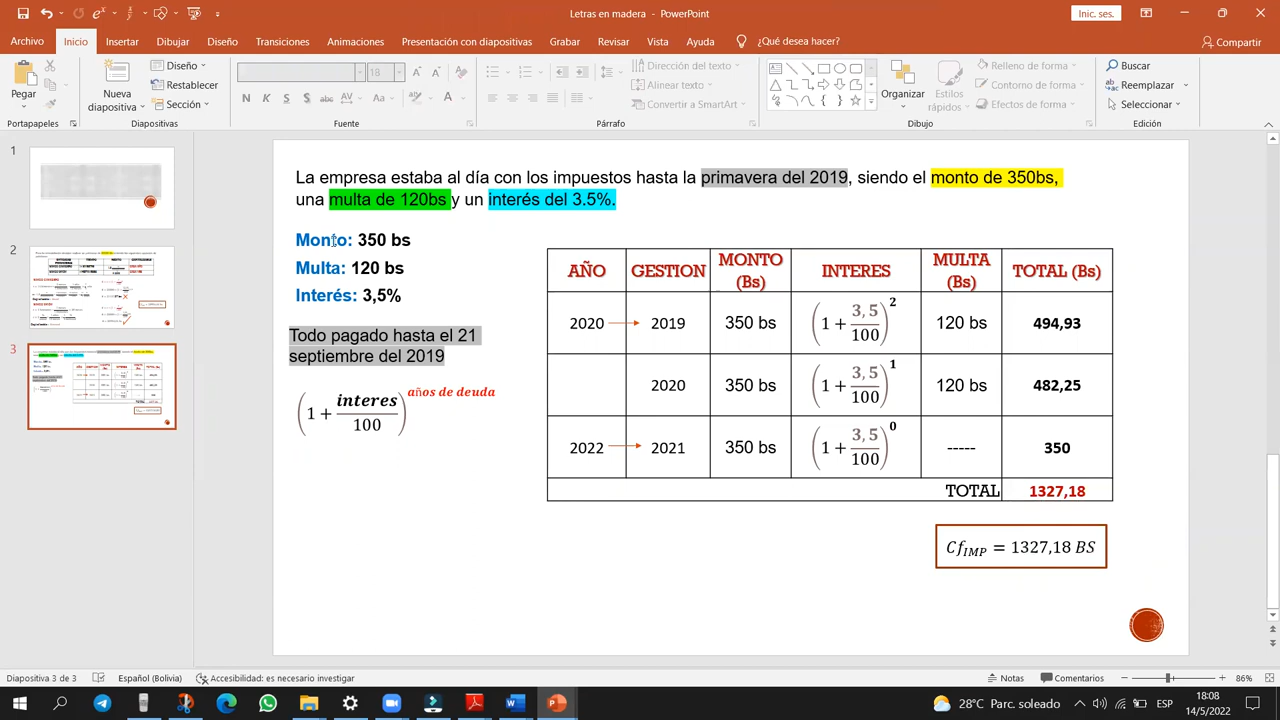 Letras en madera - PowerPoint
Inic. ses.
Archivo Inicio Insertar Dibujar Diseño Transiciones Animaciones Presentación con diapositivas Grabar Revisar Vista Ayuda ¿Qué desea hacer? Compartir
Pegar
Nueva diapositiva
Diseño
Restablecer
Sección
18
N K S S abc AV Aa A
Dirección del texto
Alinear texto
Convertir a SmartArt
Organizar
Estilos rápidos
Relleno de forma
Contorno de forma
Efectos de forma
Buscar
Reemplazar
Seleccionar
Portapapeles Diapositivas Fuente Párrafo Dibujo Edición
1
2
3
La empresa estaba al día con los impuestos hasta la primavera del 2019, siendo el monto de 350bs,
una multa de 120bs y un interés del 3.5%.
Monto: 350 bs
Multa: 120 bs
Interés: 3,5%
Todo pagado hasta el 21
septiembre del 2019
(1 + interes/100)^años de deuda
AÑO GESTION MONTO (Bs) INTERES MULTA (Bs) TOTAL (Bs)
2020 2019 350 bs (1 + 3,5/100)^2 120 bs 494,93
2020 350 bs (1 + 3,5/100)^1 120 bs 482,25
2022 2021 350 bs (1 + 3,5/100)^0 ----- 350
TOTAL 1327,18
Cf_IMP = 1327,18 BS
Diapositiva 3 de 3 Español (Bolivia) Accesibilidad: es necesario investigar Notas Comentarios 86%
28°C Parc. soleado ESP 18:08
14/5/2022